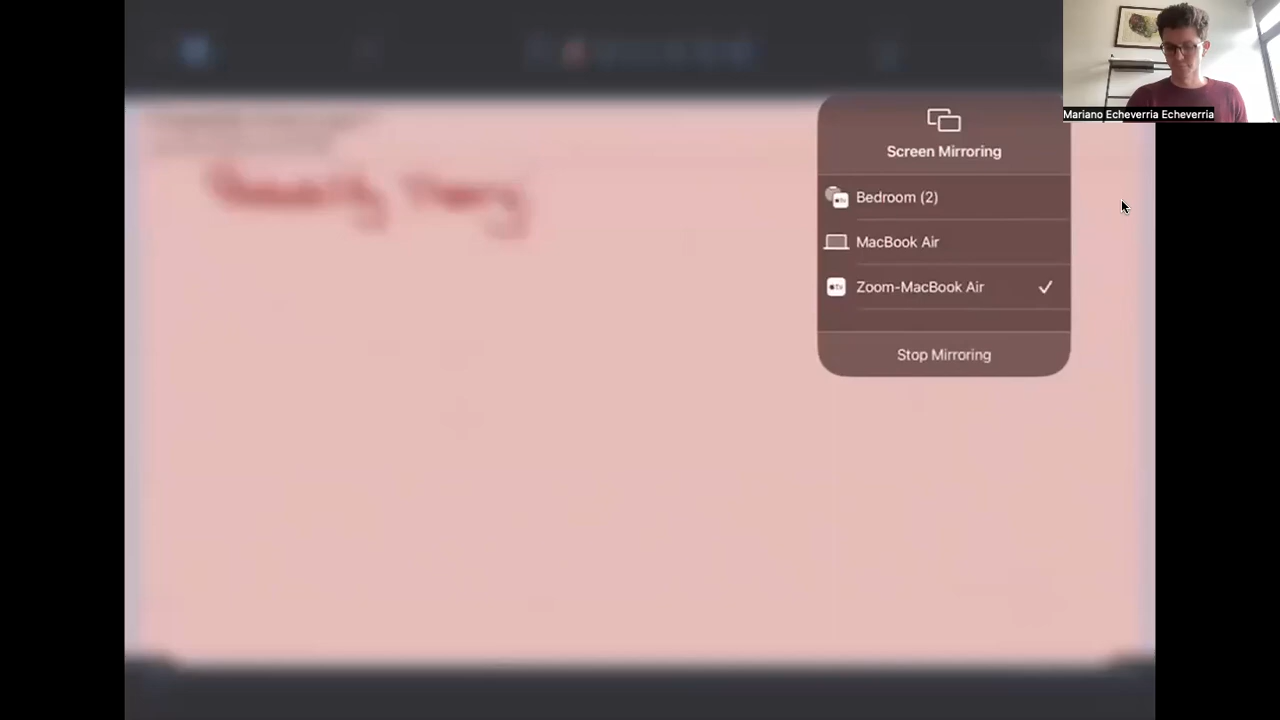 Screen Mirroring
Bedroom (2)
MacBook Air
Zoom-MacBook Air
Stop Mirroring
Mariano Echeverria Echeverria